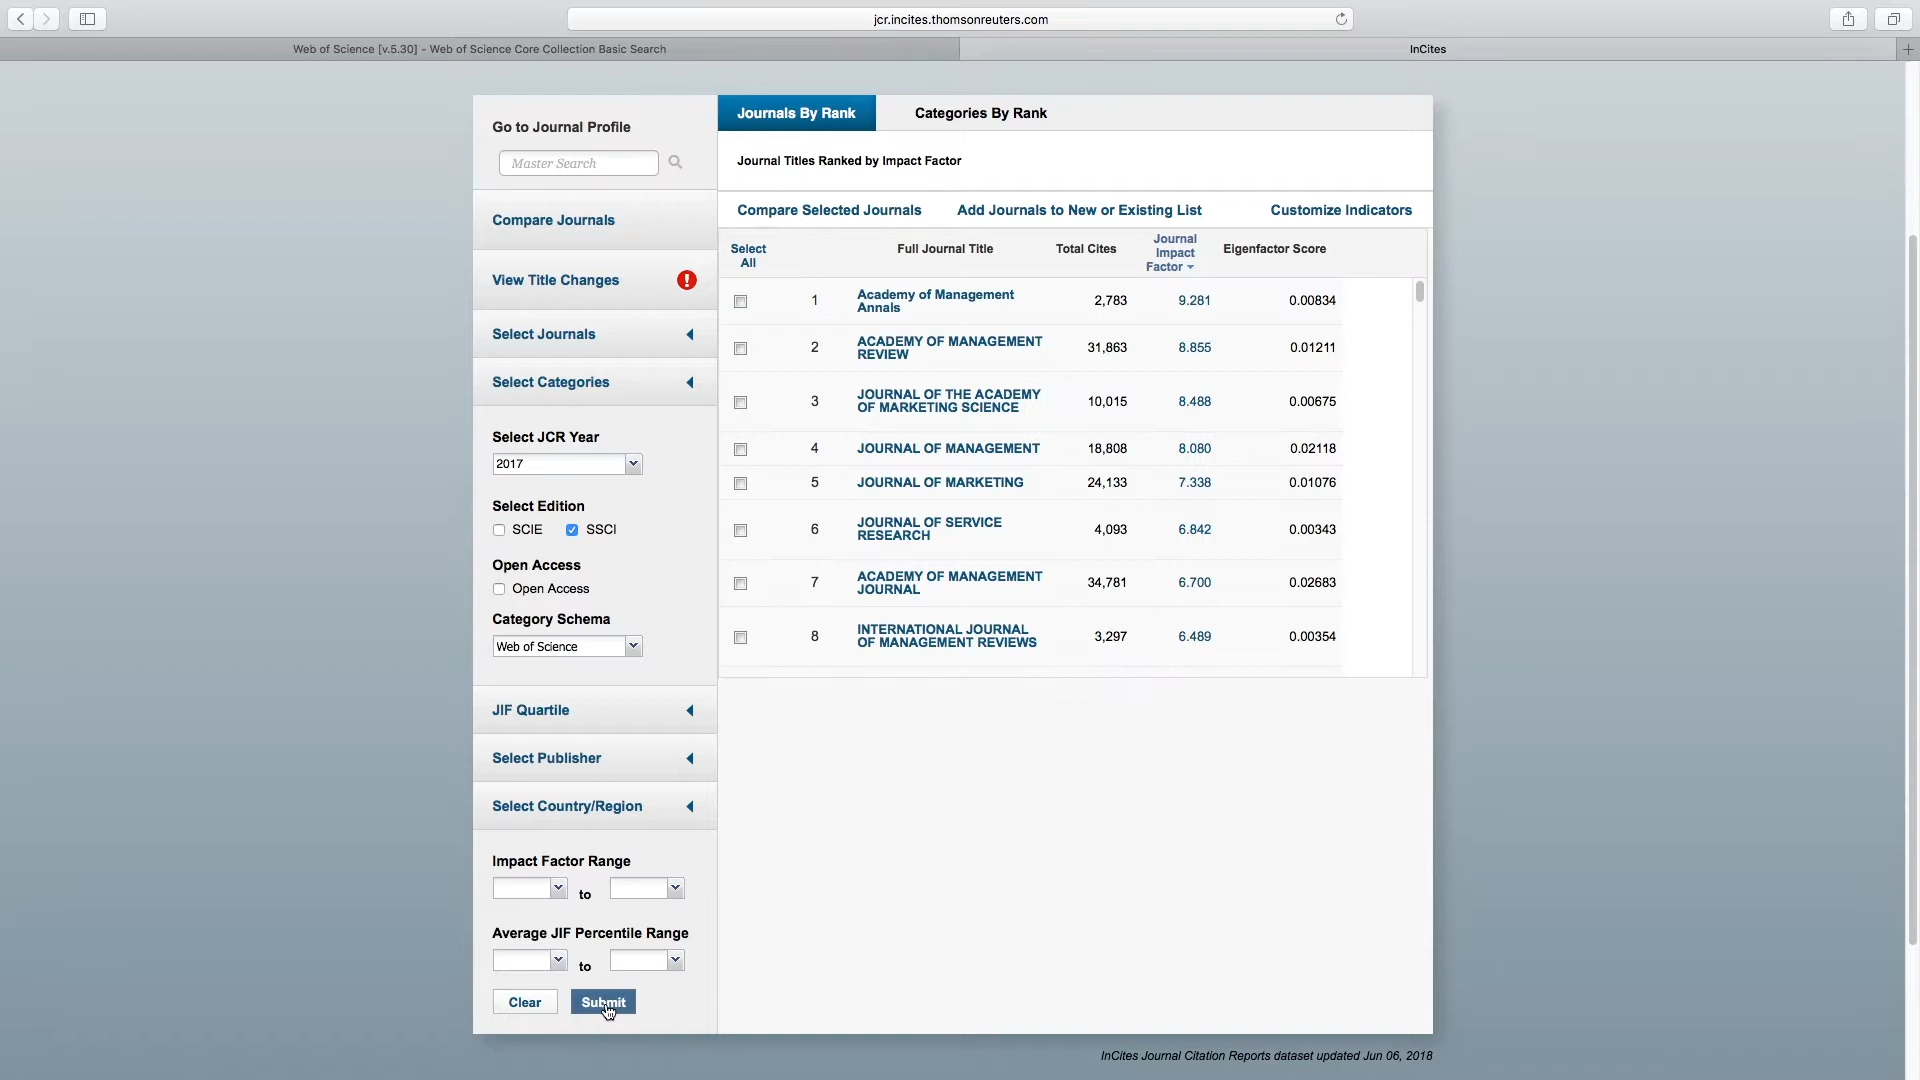 jcr.incites.thomsonreuters.com
Web of Science [v.5.30] - Web of Science Core Collection Basic Search
InCites
Go to Journal Profile
Master Search
Compare Journals
View Title Changes
Select Journals
Select Categories
Select JCR Year
2017
Select Edition
SCIE SSCI
Open Access
Open Access
Category Schema
Web of Science
JIF Quartile
Select Publisher
Select Country/Region
Impact Factor Range
to
Average JIF Percentile Range
to
Clear Submit
Journals By Rank Categories By Rank
Journal Titles Ranked by Impact Factor
Compare Selected Journals Add Journals to New or Existing List Customize Indicators
Select All Full Journal Title Total Cites Journal Impact Factor Eigenfactor Score
1 Academy of Management Annals 2,783 9.281 0.00834
2 ACADEMY OF MANAGEMENT REVIEW 31,863 8.855 0.01211
3 JOURNAL OF THE ACADEMY OF MARKETING SCIENCE 10,015 8.488 0.00675
4 JOURNAL OF MANAGEMENT 18,808 8.080 0.02118
5 JOURNAL OF MARKETING 24,133 7.338 0.01076
6 JOURNAL OF SERVICE RESEARCH 4,093 6.842 0.00343
7 ACADEMY OF MANAGEMENT JOURNAL 34,781 6.700 0.02683
8 INTERNATIONAL JOURNAL OF MANAGEMENT REVIEWS 3,297 6.489 0.00354
InCites Journal Citation Reports dataset updated Jun 06, 2018